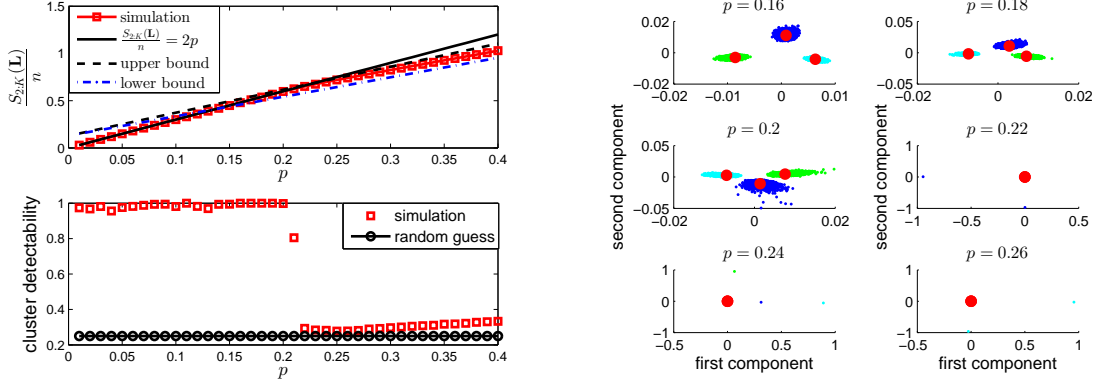 simulation
S2:K(L)/n = 2p
upper bound
lower bound
S2:K(L)/n
1.5
1
0.5
0
0 0.05 0.1 0.15 0.2 0.25 0.3 0.35 0.4
p
simulation
random guess
cluster detectability
1
0.8
0.6
0.4
0.2
0 0.05 0.1 0.15 0.2 0.25 0.3 0.35 0.4
p
p = 0.16
0.02
0
−0.02
−0.02 −0.01 0 0.01
p = 0.18
0.05
0
−0.05
−0.02 0 0.02
p = 0.2
0.05
0
−0.05
−0.02 0 0.02
p = 0.22
1
0
−1
−1 −0.5 0 0.5
p = 0.24
1
0
−1
−0.5 0 0.5 1
p = 0.26
1
0
−1
−1 0 1
second component
second component
first component
first component